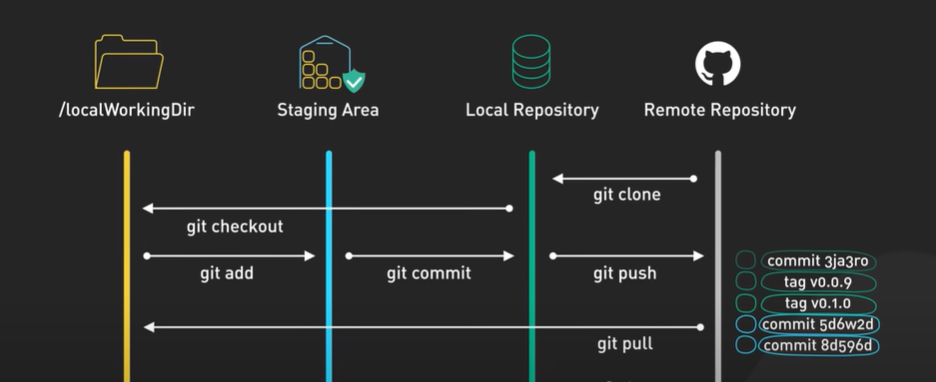 /localWorkingDir
Staging Area
Local Repository
Remote Repository
git clone
git checkout
git add
git commit
git push
commit 3ja3ro
tag v0.0.9
tag v0.1.0
commit 5d6w2d
commit 8d596d
git pull